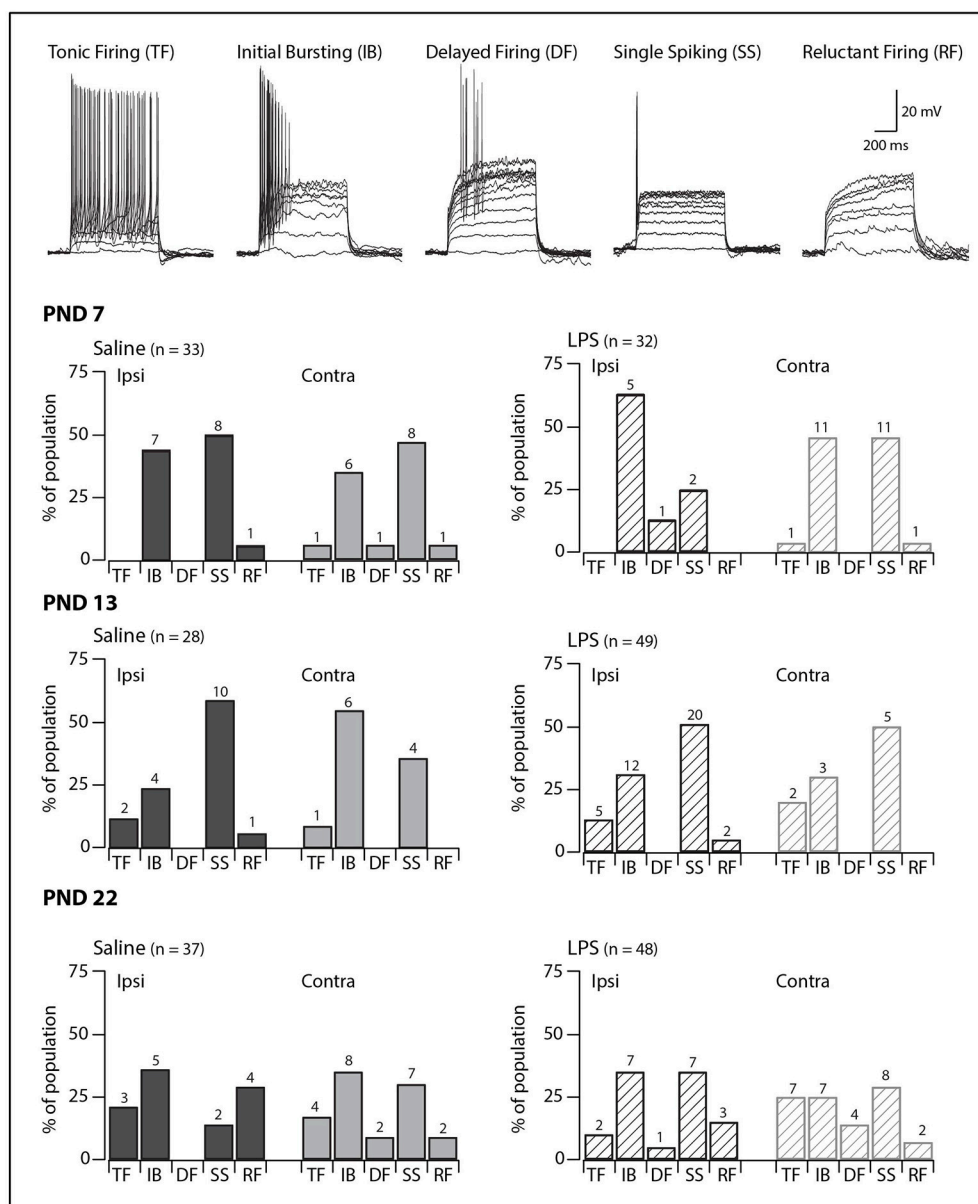 Tonic Firing (TF) Initial Bursting (IB) Delayed Firing (DF) Single Spiking (SS) Reluctant Firing (RF)
20 mV
200 ms
PND 7
Saline (n = 33)
75
Ipsi Contra
% of population
50
25
0
7 8 1 1 6 1 8 1
TF IB DF SS RF TF IB DF SS RF
LPS (n = 32)
75
Ipsi Contra
% of population
50
25
0
5 1 2 1 11 11 1
TF IB DF SS RF TF IB DF SS RF
PND 13
Saline (n = 28)
75
Ipsi Contra
% of population
50
25
0
2 4 10 1 1 6 4
TF IB DF SS RF TF IB DF SS RF
LPS (n = 49)
75
Ipsi Contra
% of population
50
25
0
5 12 20 2 2 3 5
TF IB DF SS RF TF IB DF SS RF
PND 22
Saline (n = 37)
75
Ipsi Contra
% of population
50
25
0
3 5 2 4 4 8 2 7 2
TF IB DF SS RF TF IB DF SS RF
LPS (n = 48)
75
Ipsi Contra
% of population
50
25
0
2 7 1 7 3 7 7 4 8 2
TF IB DF SS RF TF IB DF SS RF